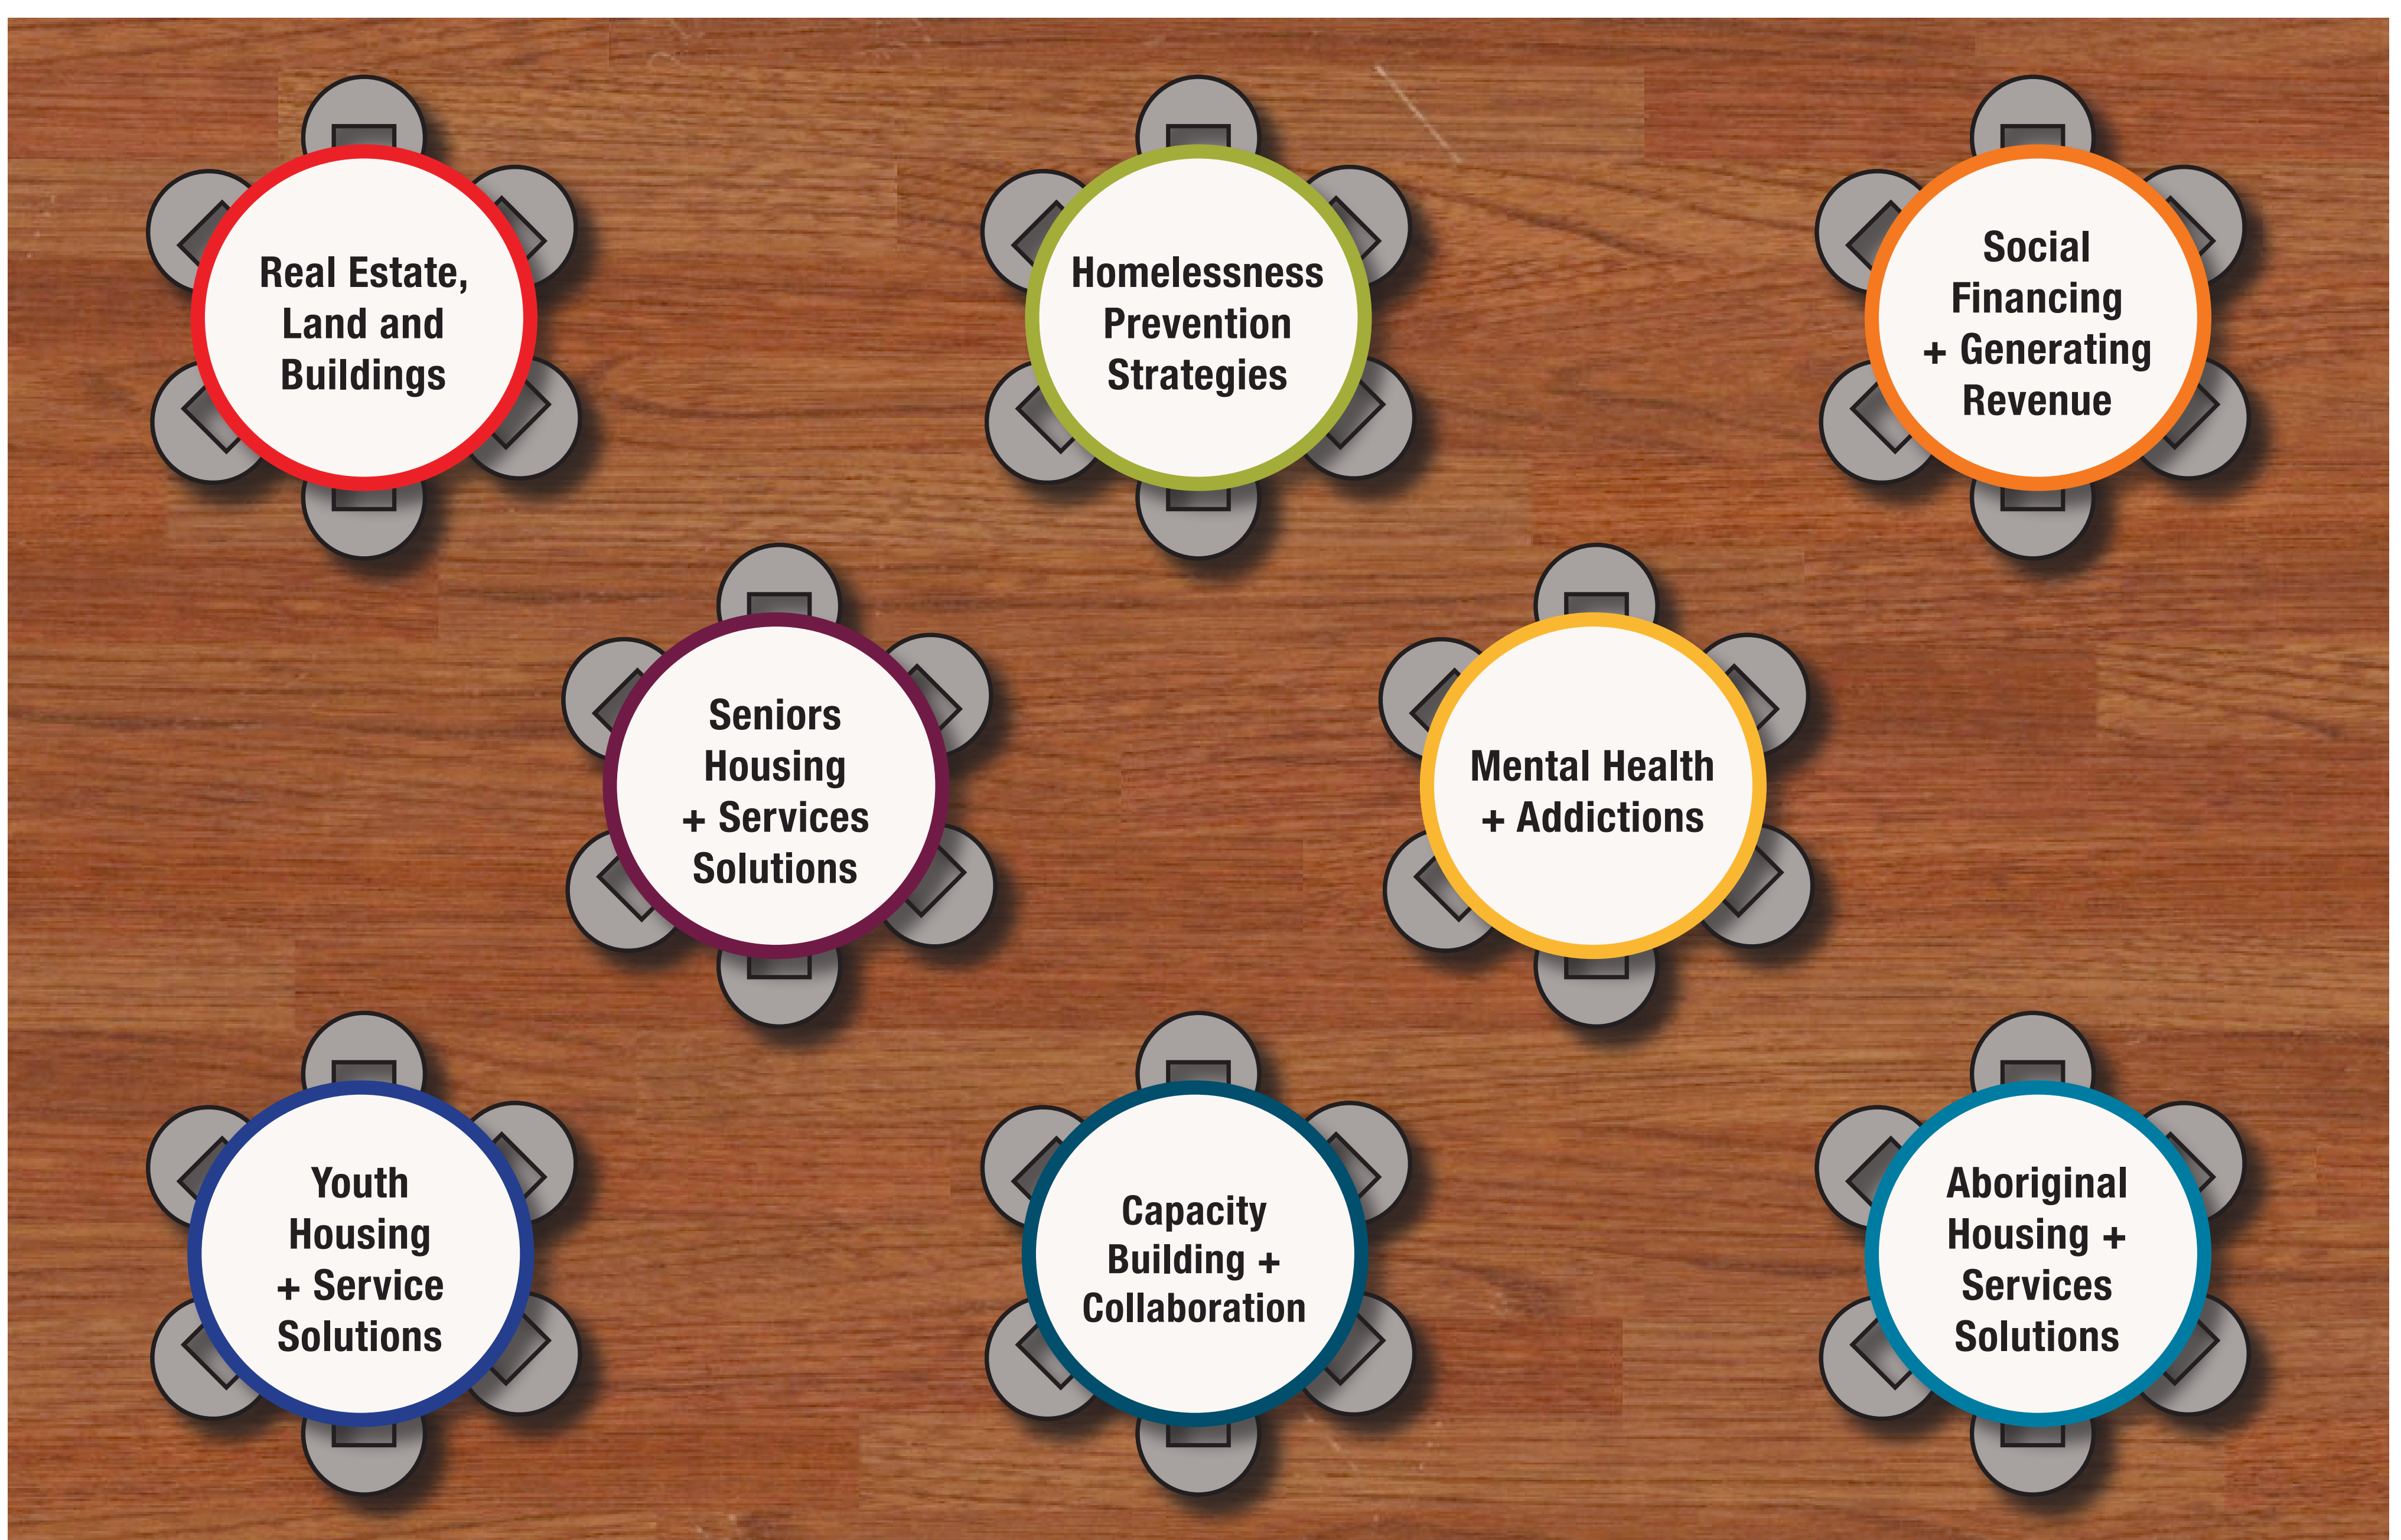 Real Estate,
Land and
Buildings
Homelessness
Prevention
Strategies
Social
Financing
+ Generating
Revenue
Seniors
Housing
+ Services
Solutions
Mental Health
+ Addictions
Youth
Housing
+ Service
Solutions
Capacity
Building +
Collaboration
Aboriginal
Housing +
Services
Solutions